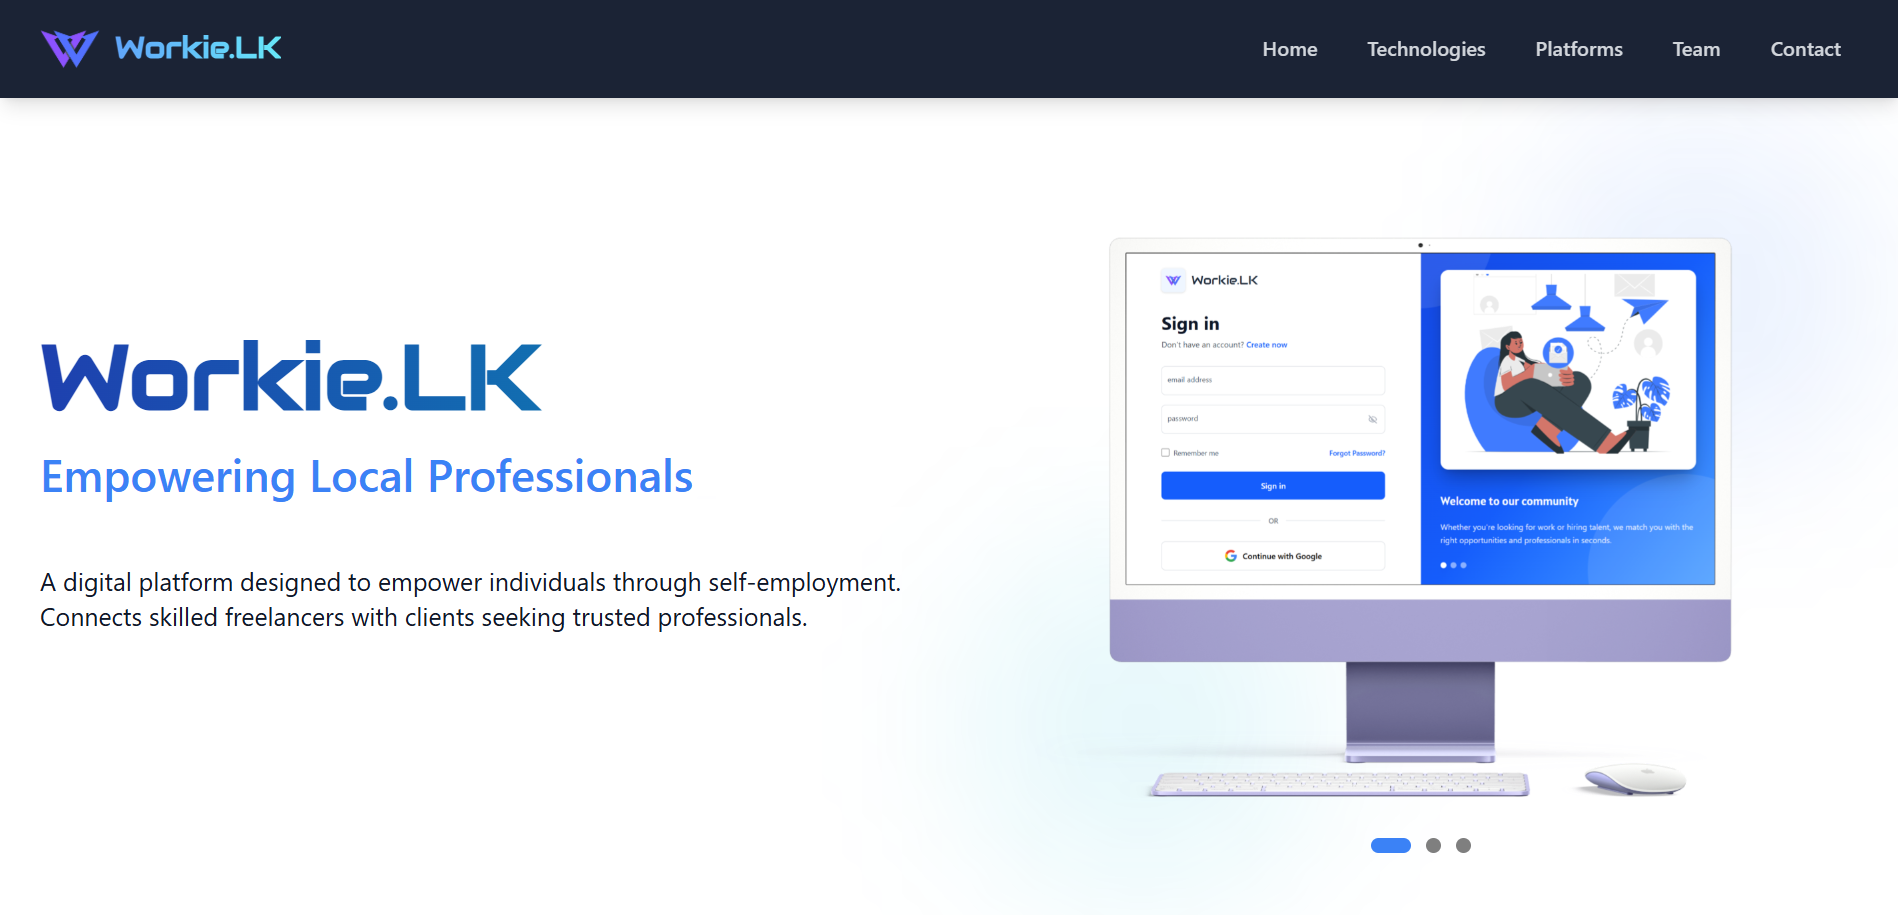 Workie.LK
Home Technologies Platforms Team Contact
Workie.LK
Empowering Local Professionals
A digital platform designed to empower individuals through self-employment.
Connects skilled freelancers with clients seeking trusted professionals.
Workie.LK
Sign in
Don't have an account? Create now
email address
password
Remember me Forgot Password?
Sign in
OR
Continue with Google
Welcome to our community
Whether you're looking for work or hiring talent, we match you with the
right opportunities and professionals in seconds.